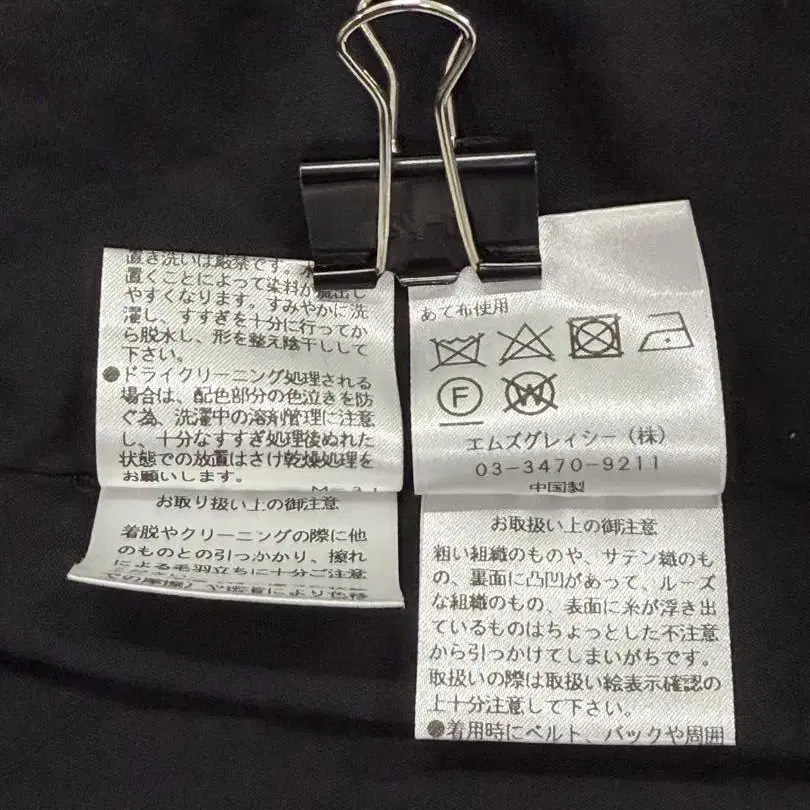 置き洗いは厳禁です。
置くことによって染料が流出し
やすくなります。すみやかに洗
濯し、すすぎを十分に行ってか
ら脱水し、形を整え陰干しして
下さい。
●ドライクリーニング処理される
場合は、配色部分の色泣きを防
ぐ為、洗濯中の溶剤管理に注意
し、十分なすすぎ処理後ぬれた
状態での放置はさけ乾燥処理を
お願いします。
お取り扱い上の御注意
着脱やクリーニングの際に他
のものとの引っかかり、擦れ
による毛羽立ちに十分ご注意
あて布使用
F
W
エムズグレイシー(株)
03-3470-9211
中国製
お取扱い上の御注意
粗い組織のものや、サテン織のも
の、裏面に凸凹があって、ルーズ
な組織のもの、表面に糸が浮き出
ているものはちょっとした不注意
から引っかけてしまいがちです。
取扱いの際は取扱い絵表示確認の
上十分注意して下さい。
●着用時にベルト、バックや周囲